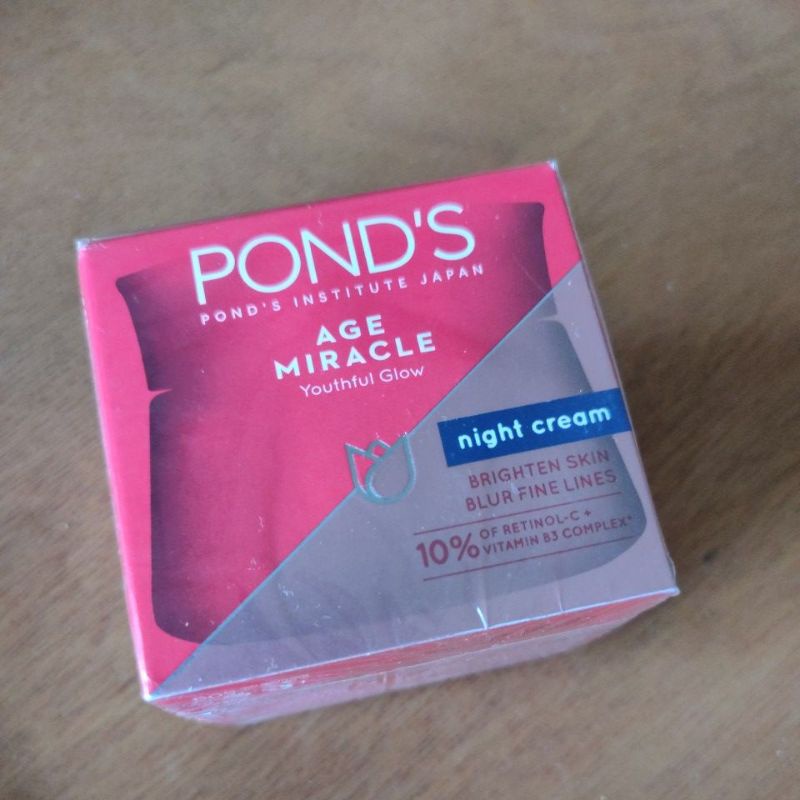 POND'S
POND'S INSTITUTE JAPAN
AGE
MIRACLE
Youthful Glow
night cream
BRIGHTEN SKIN
BLUR FINE LINES
10% OF RETINOL-C +
VITAMIN B3 COMPLEX*